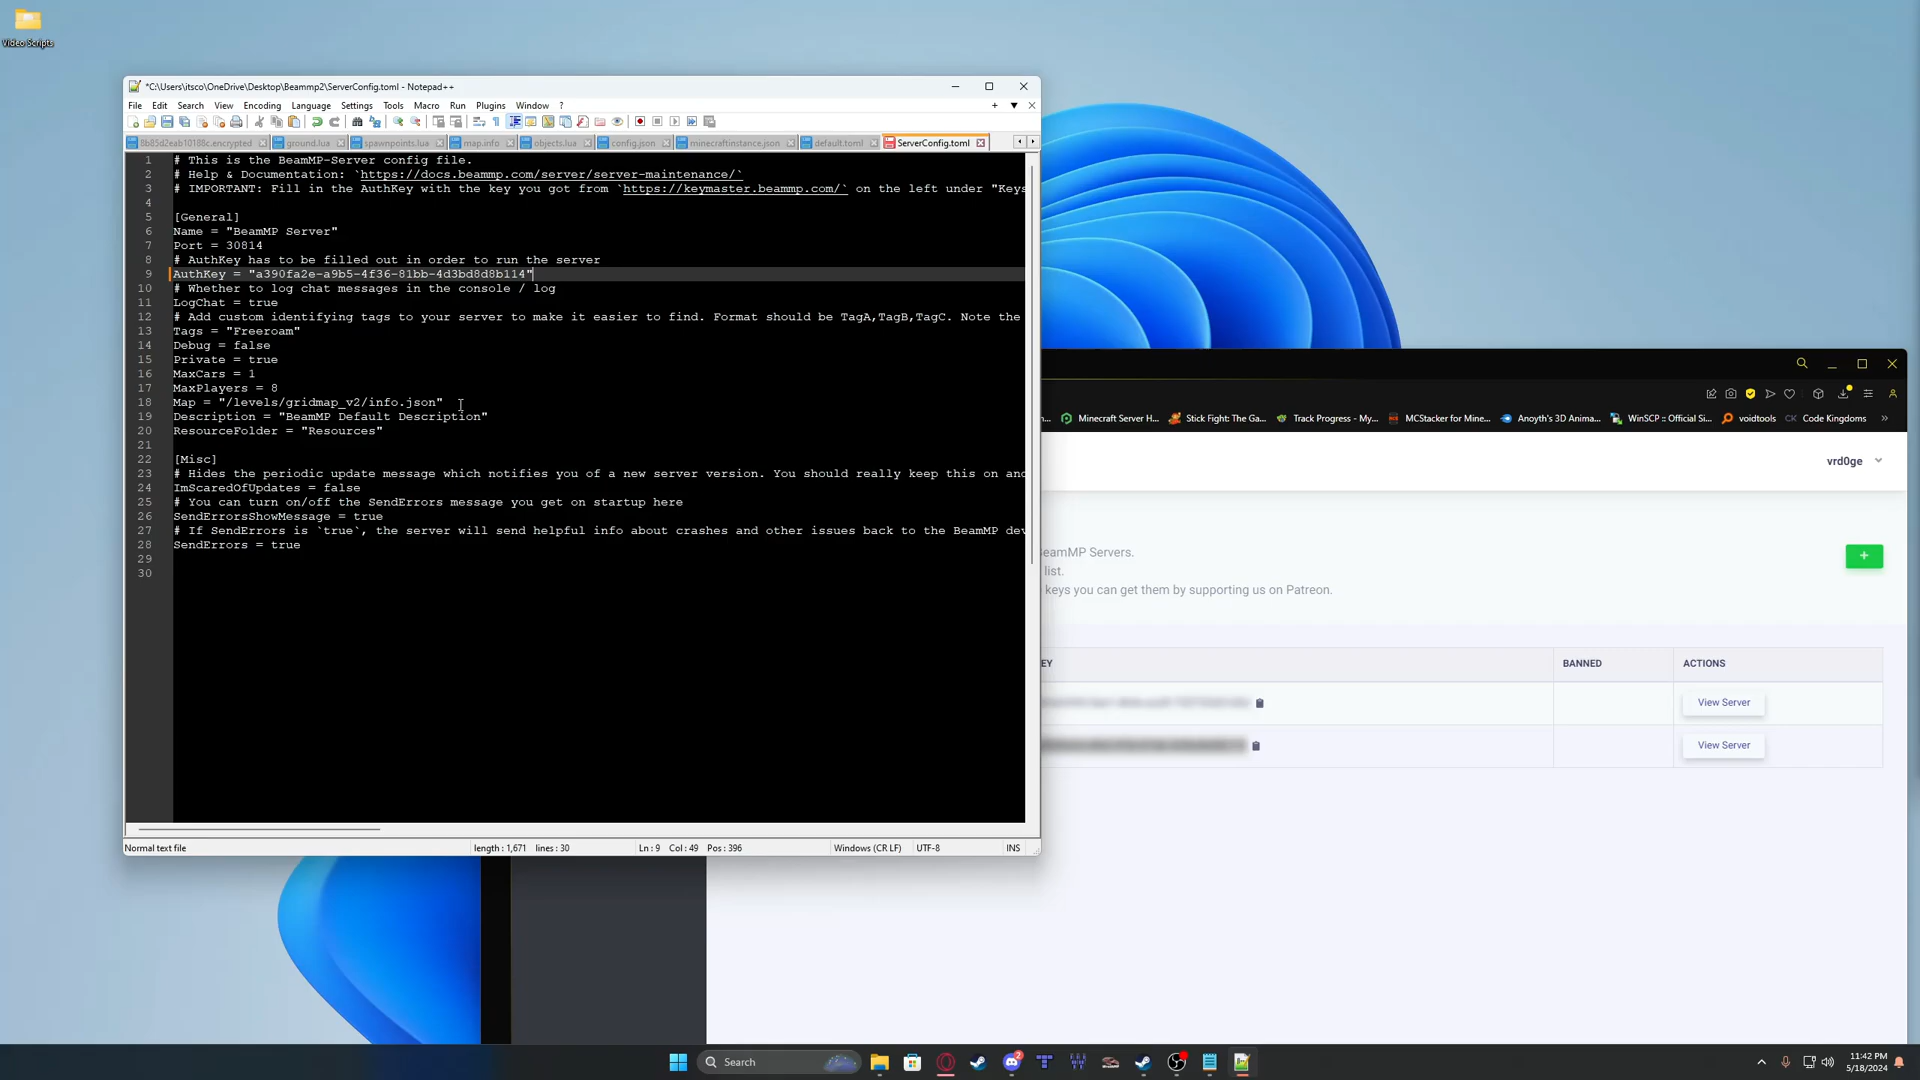 Video Scripts
*C:\Users\itsco\OneDrive\Desktop\Beammp2\ServerConfig.toml - Notepad++
File Edit Search View Encoding Language Settings Tools Macro Run Plugins Window ?
8b85d2eab10188c.encrypted ground.lua spawnpoints.lua map.info objects.lua config.json minecraftinstance.json default.toml ServerConfig.toml
1 # This is the BeamMP-Server config file.
2 # Help & Documentation: `https://docs.beammp.com/server/server-maintenance/`
3 # IMPORTANT: Fill in the AuthKey with the key you got from `https://keymaster.beammp.com/` on the left under "Keys
4
5 [General]
6 Name = "BeamMP Server"
7 Port = 30814
8 # AuthKey has to be filled out in order to run the server
9 AuthKey = "a390fa2e-a9b5-4f36-81bb-4d3bd8d8b114"
10 # Whether to log chat messages in the console / log
11 LogChat = true
12 # Add custom identifying tags to your server to make it easier to find. Format should be TagA,TagB,TagC. Note the
13 Tags = "Freeroam"
14 Debug = false
15 Private = true
16 MaxCars = 1
17 MaxPlayers = 8
18 Map = "/levels/gridmap_v2/info.json"
19 Description = "BeamMP Default Description"
20 ResourceFolder = "Resources"
21
22 [Misc]
23 # Hides the periodic update message which notifies you of a new server version. You should really keep this on and
24 ImScaredOfUpdates = false
25 # You can turn on/off the SendErrors message you get on startup here
26 SendErrorsShowMessage = true
27 # If SendErrors is `true`, the server will send helpful info about crashes and other issues back to the BeamMP dev
28 SendErrors = true
29
30
Normal text file length : 1,671 lines : 30 Ln : 9 Col : 49 Pos : 396 Windows (CR LF) UTF-8 INS
Minecraft Server H... Stick Fight: The Ga... Track Progress - My... MCStacker for Mine... Anoyth's 3D Anima... WinSCP :: Official Si... voidtools CK Code Kingdoms »
vrd0ge
BeamMP Servers.
list.
keys you can get them by supporting us on Patreon.
+
EY BANNED ACTIONS
View Server
View Server
Search
2
11:42 PM
5/18/2024